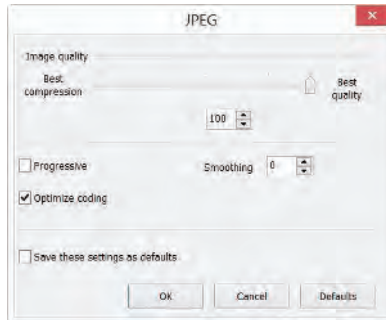 JPEG
Image quality
Best compression
Best quality
100
Progressive
Smoothing 0
Optimize coding
Save these settings as defaults
OK Cancel Defaults